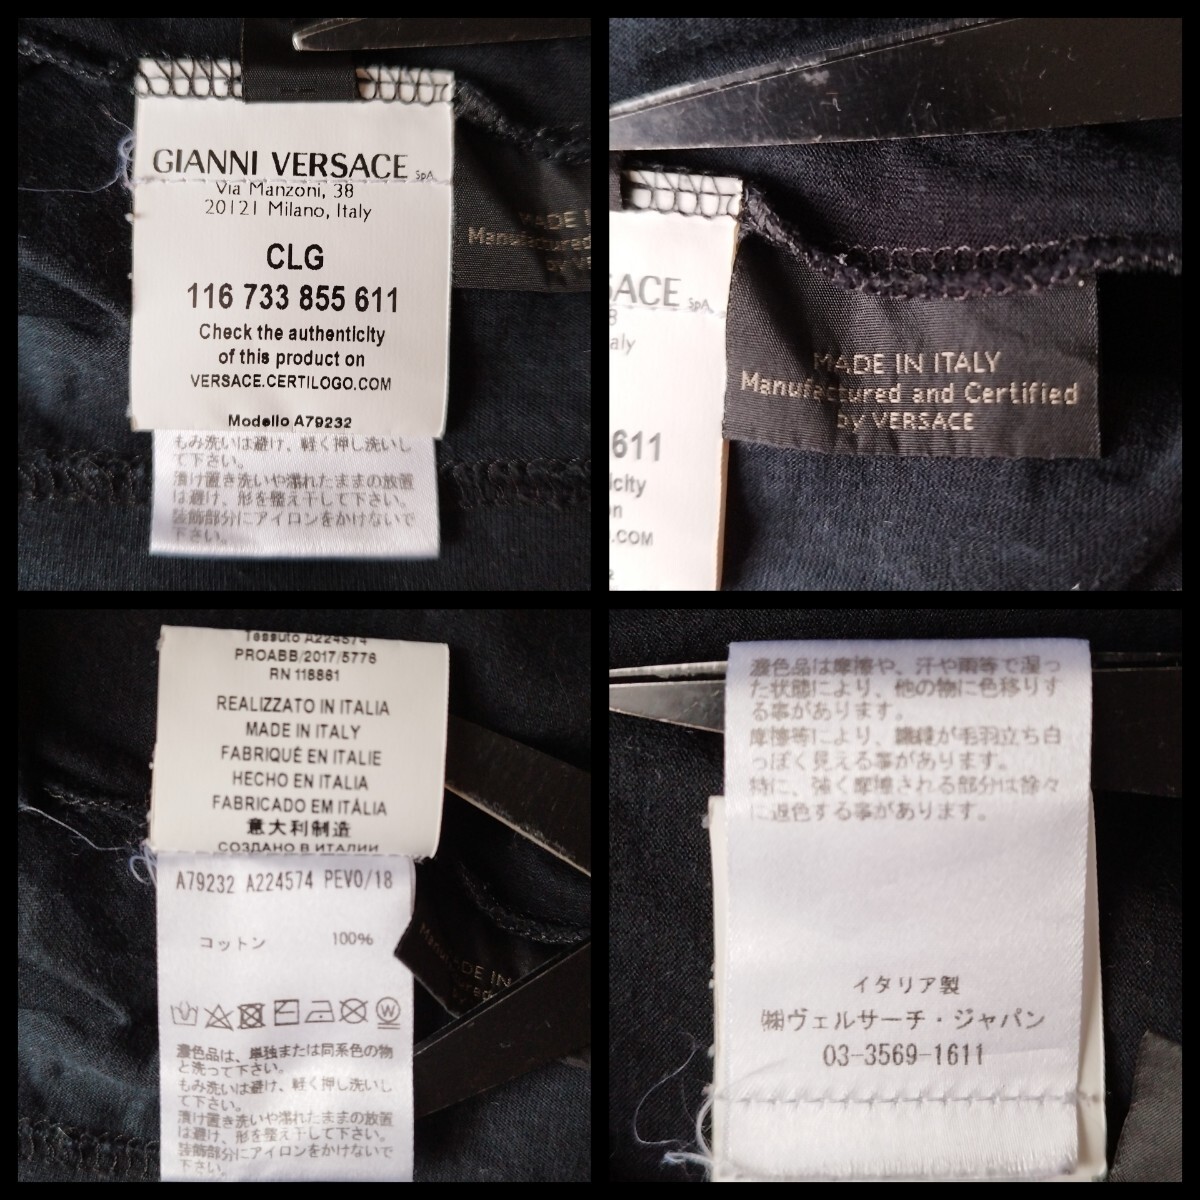 GIANNI VERSACE SpA
Via Manzoni, 38
20121 Milano, Italy
CLG
116 733 855 611
Check the authenticity
of this product on
VERSACE.CERTILOGO.COM
Modello A79232
もみ洗いは避け、軽く押し洗いし
て下さい。
漬け置き洗いや濡れたままの放置
は避け、形を整え干して下さい。
装飾部分にアイロンをかけないで
下さい。
MADE I
Manufactured
by VE
SACE SpA
8
aly
611
icity
n
.COM
MADE IN ITALY
Manufactured and Certified
by VERSACE
Tessuto A224574
PROABB/2017/5776
RN 118861
REALIZZATO IN ITALIA
MADE IN ITALY
FABRIQUÉ EN ITALIE
HECHO EN ITALIA
FABRICADO EM ITÁLIA
意大利制造
СОЗДАНО В ИТАЛИИ
A79232 A224574 PEV0/18
コットン 100%
濃色品は、単独または同系色の物
と洗って下さい。
もみ洗いは避け、軽く押し洗いし
て下さい。
漬け置き洗いや濡れたままの放置
は避け、形を整え干して下さい。
装飾部分にアイロンをかけないで
下さい。
濃色品は摩擦や、汗や雨等で湿っ
た状態により、他の物に色移りす
る事があります。
摩擦等により、繊維が毛羽立ち白
っぽく見える事があります。
特に、強く摩擦される部分は徐々
に退色する事があります。
イタリア製
㈱ヴェルサーチ・ジャパン
03-3569-1611